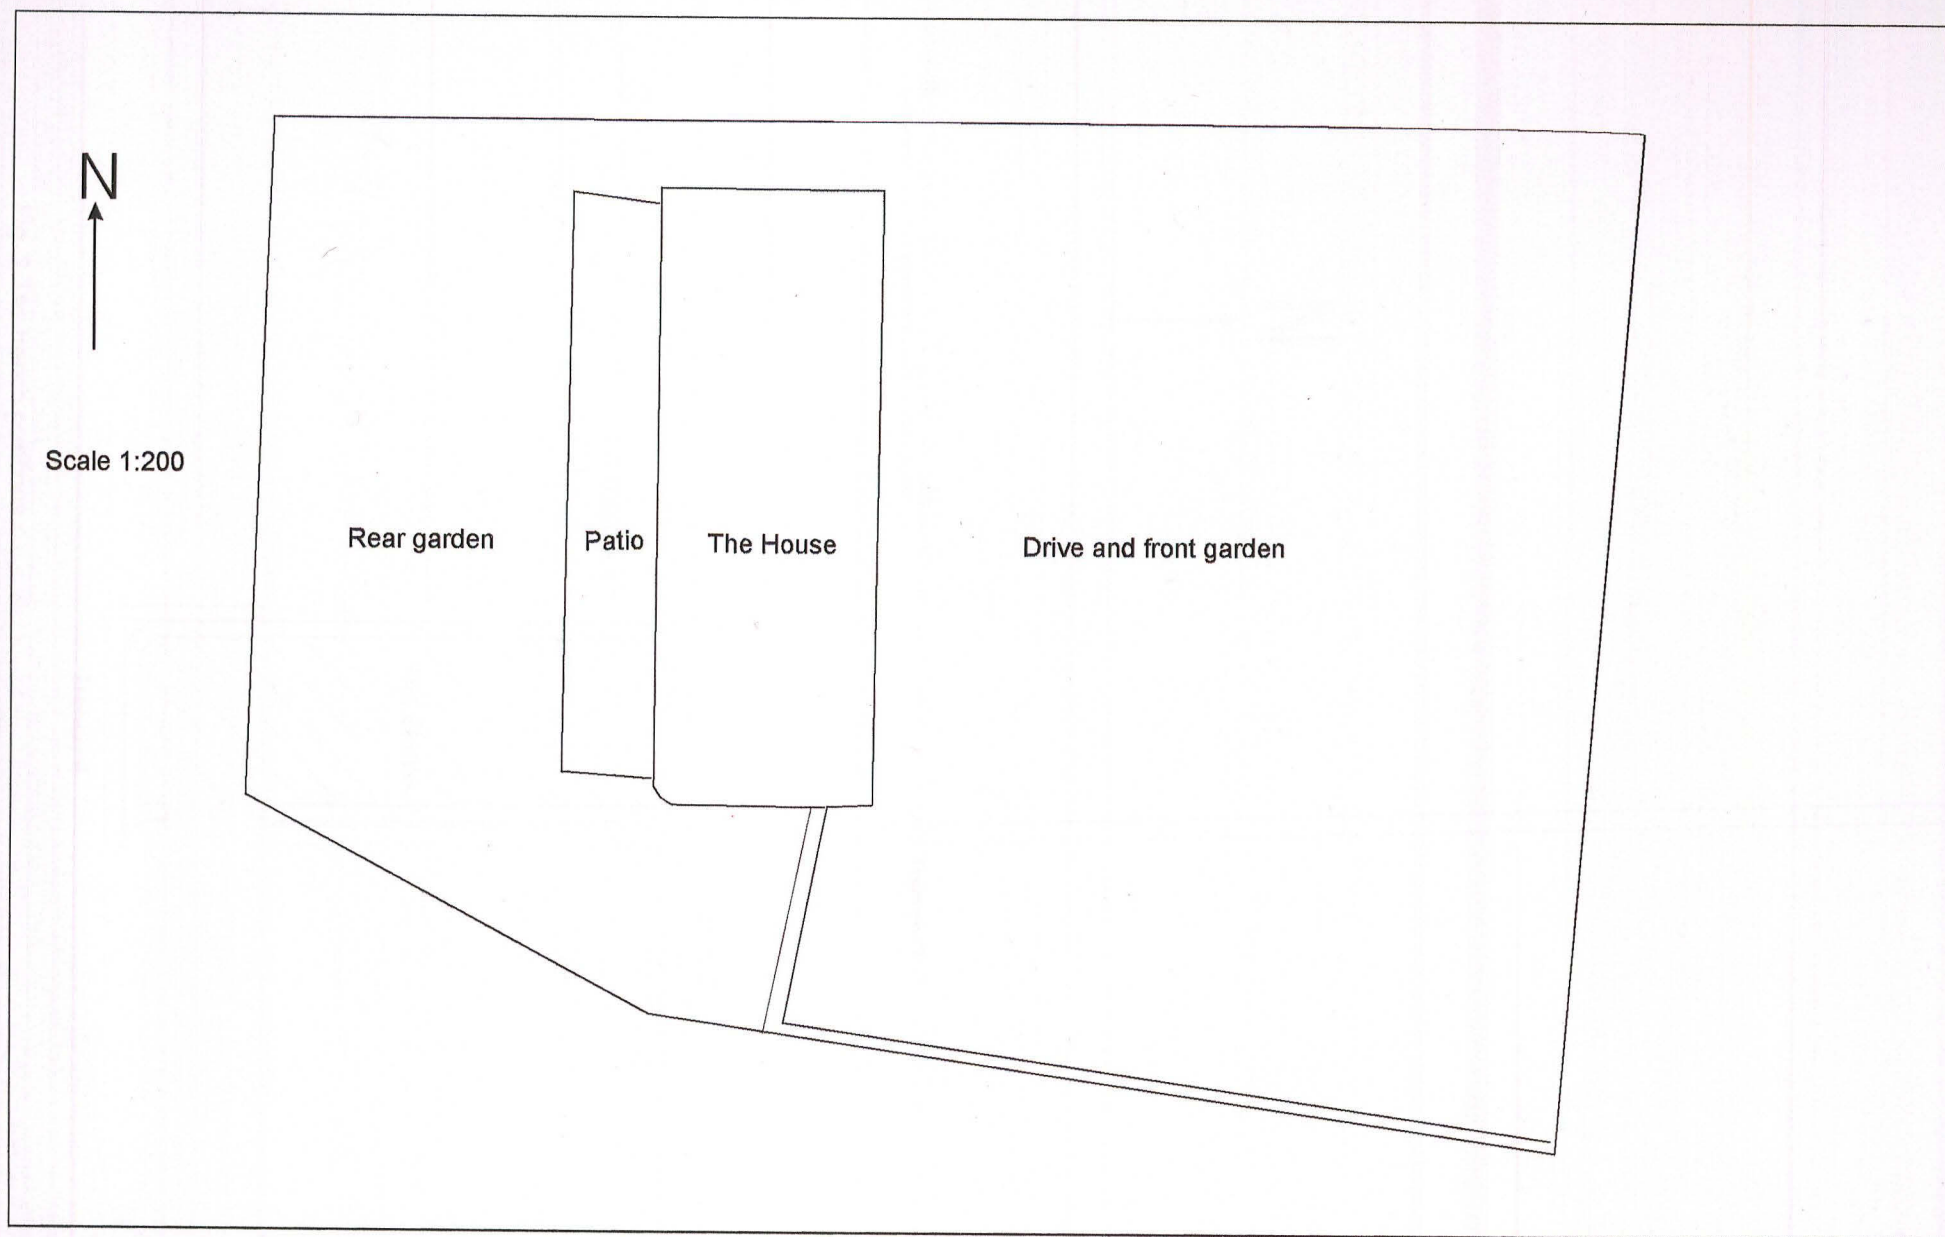 N
Scale 1:200
Rear garden
Patio
The House
Drive and front garden